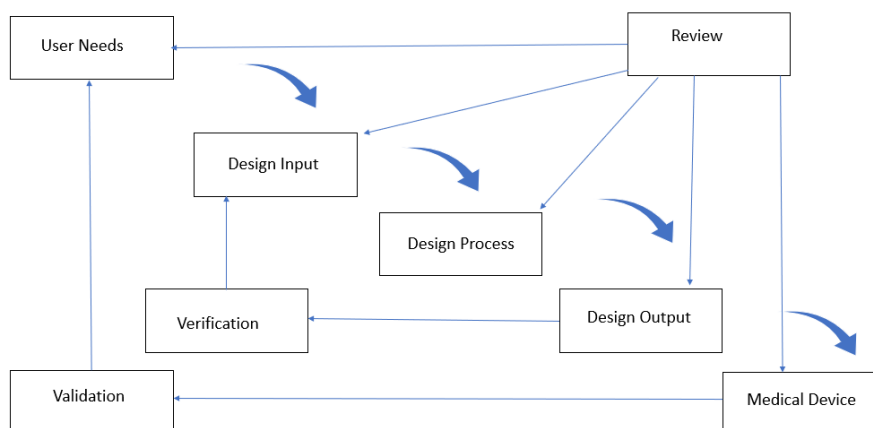 User Needs
Review
Design Input
Design Process
Verification
Design Output
Validation
Medical Device